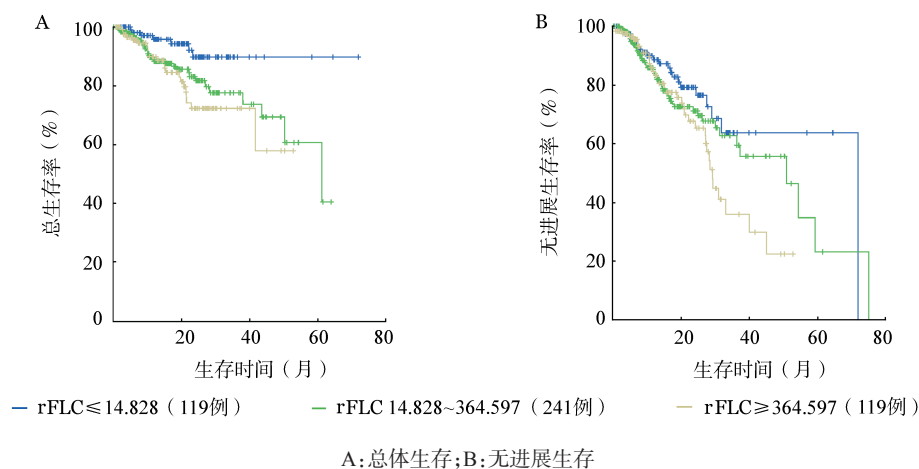 A
100
80
60
40
20
0
总生存率（%）
20 40 60 80
生存时间（月）
B
100
80
60
40
20
0
无进展生存率（%）
20 40 60 80
生存时间（月）
rFLC≤14.828（119例） rFLC 14.828~364.597（241例） rFLC≥364.597（119例）
A:总体生存;B:无进展生存